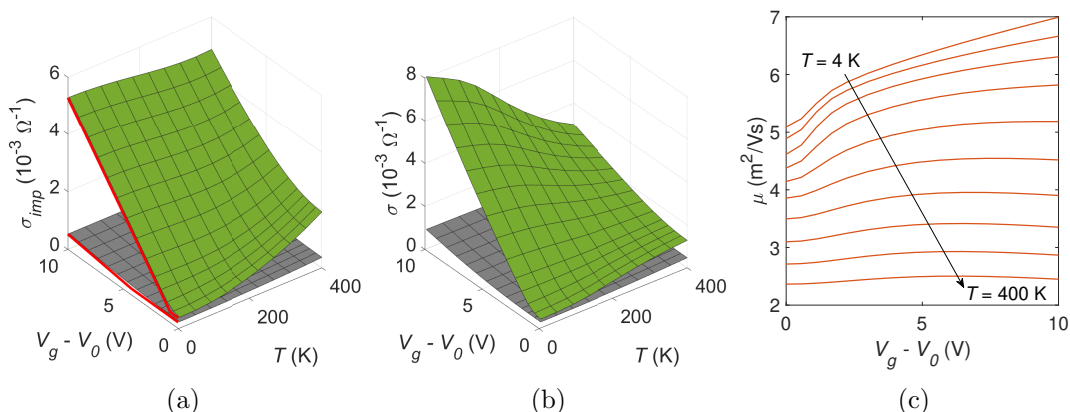 6
4
2
0
σ_imp (10⁻³ Ω⁻¹)
10
5
0
V_g - V_0 (V)
0
200
400
T (K)
(a)
8
6
4
2
0
σ (10⁻³ Ω⁻¹)
10
5
0
V_g - V_0 (V)
0
200
400
T (K)
(b)
7
6
5
4
3
2
μ (m²/Vs)
T = 4 K
T = 400 K
0
5
10
V_g - V_0 (V)
(c)